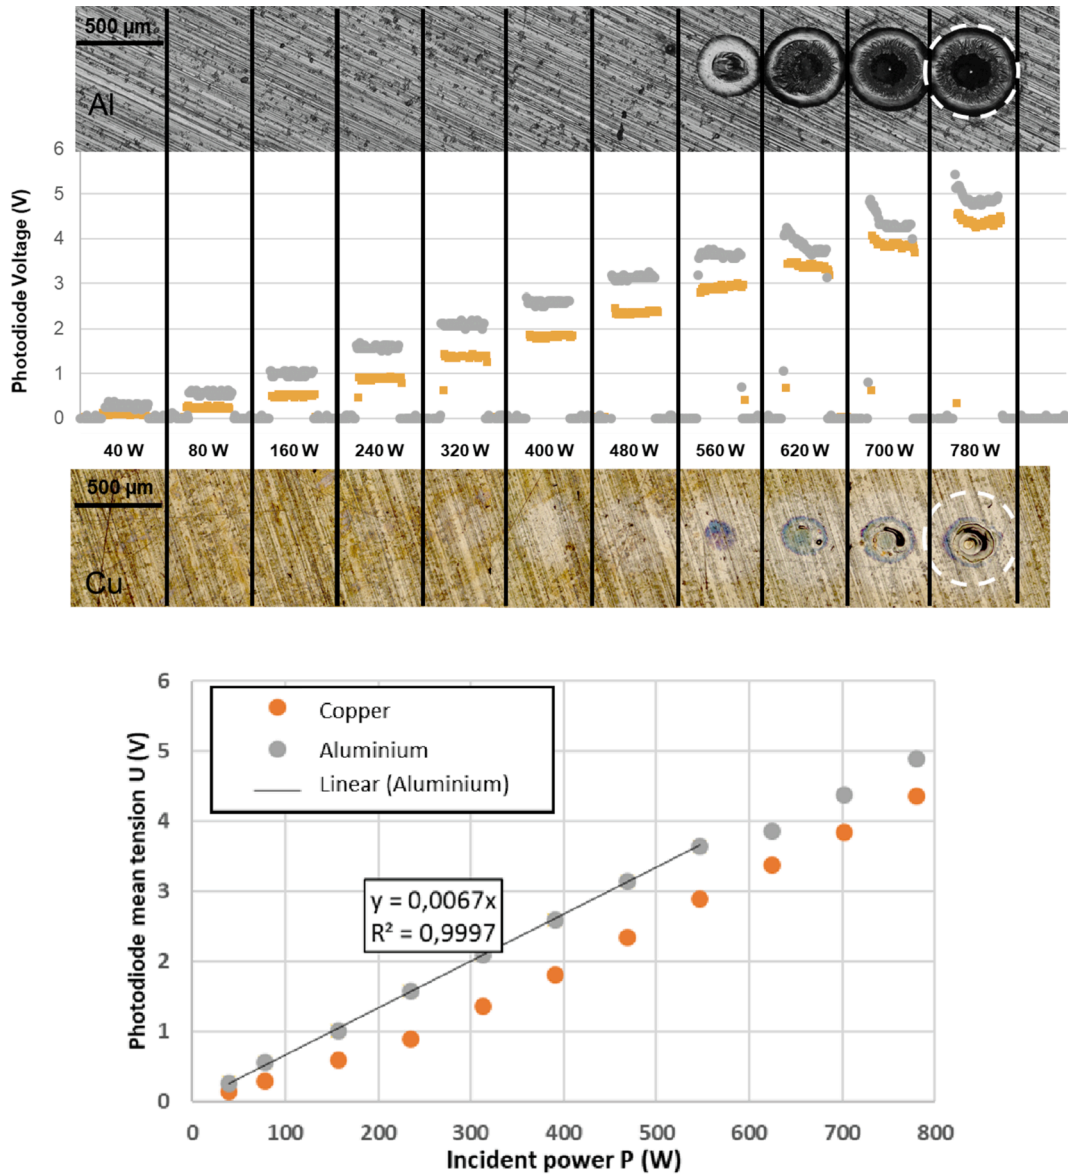 500 µm
Al
6
5
4
3
2
1
0
Photodiode Voltage (V)
40 W 80 W 160 W 240 W 320 W 400 W 480 W 560 W 620 W 700 W 780 W
500 µm
Cu
6
5
4
3
2
1
0
Photodiode mean tension U (V)
Copper
Aluminium
Linear (Aluminium)
y = 0,0067x
R² = 0,9997
0 100 200 300 400 500 600 700 800
Incident power P (W)